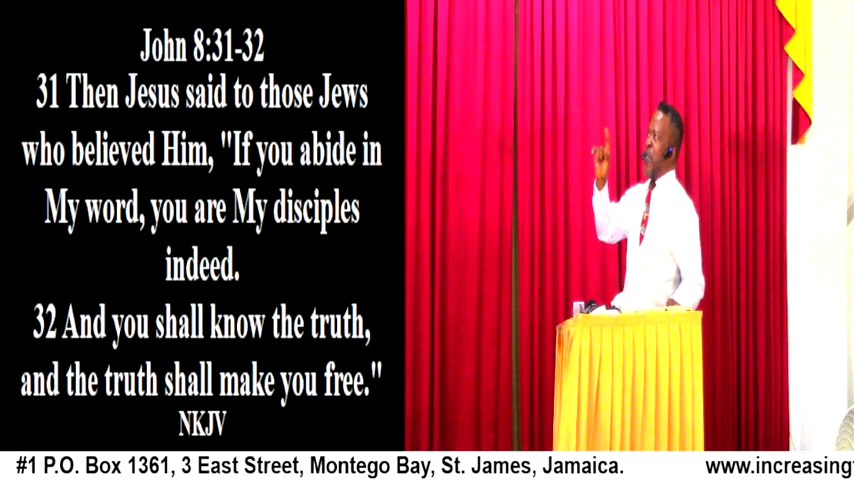 John 8:31-32
31 Then Jesus said to those Jews
who believed Him, "If you abide in
My word, you are My disciples
indeed.
32 And you shall know the truth,
and the truth shall make you free."
NKJV
#1 P.O. Box 1361, 3 East Street, Montego Bay, St. James, Jamaica. www.increasing